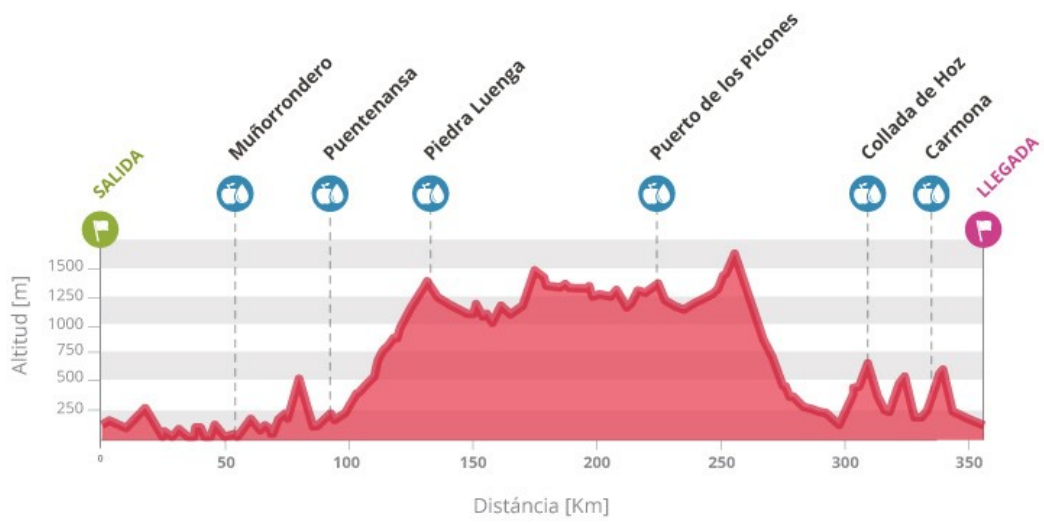 SALIDA
Muñorrondero
Puentenansa
Piedra Luenga
Puerto de los Picones
Collada de Hoz
Carmona
LLEGADA
Altitud [m]
1500
1250
1000
750
500
250
0
50
100
150
200
250
300
350
Distáncia [Km]